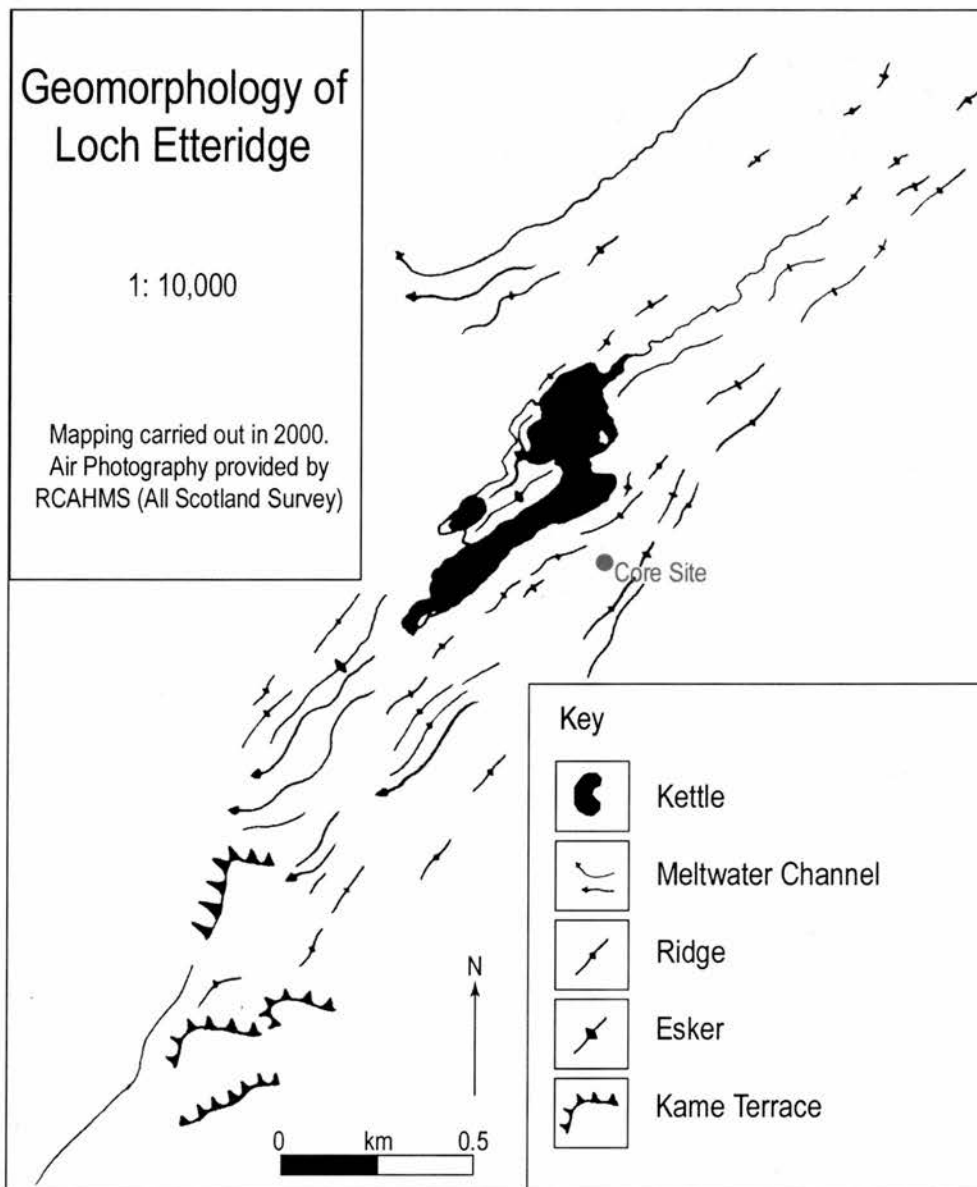 Geomorphology of
Loch Etteridge
1: 10,000
Mapping carried out in 2000.
Air Photography provided by
RCAHMS (All Scotland Survey)
Core Site
Key
Kettle
Meltwater Channel
Ridge
Esker
Kame Terrace
N
0 km 0.5